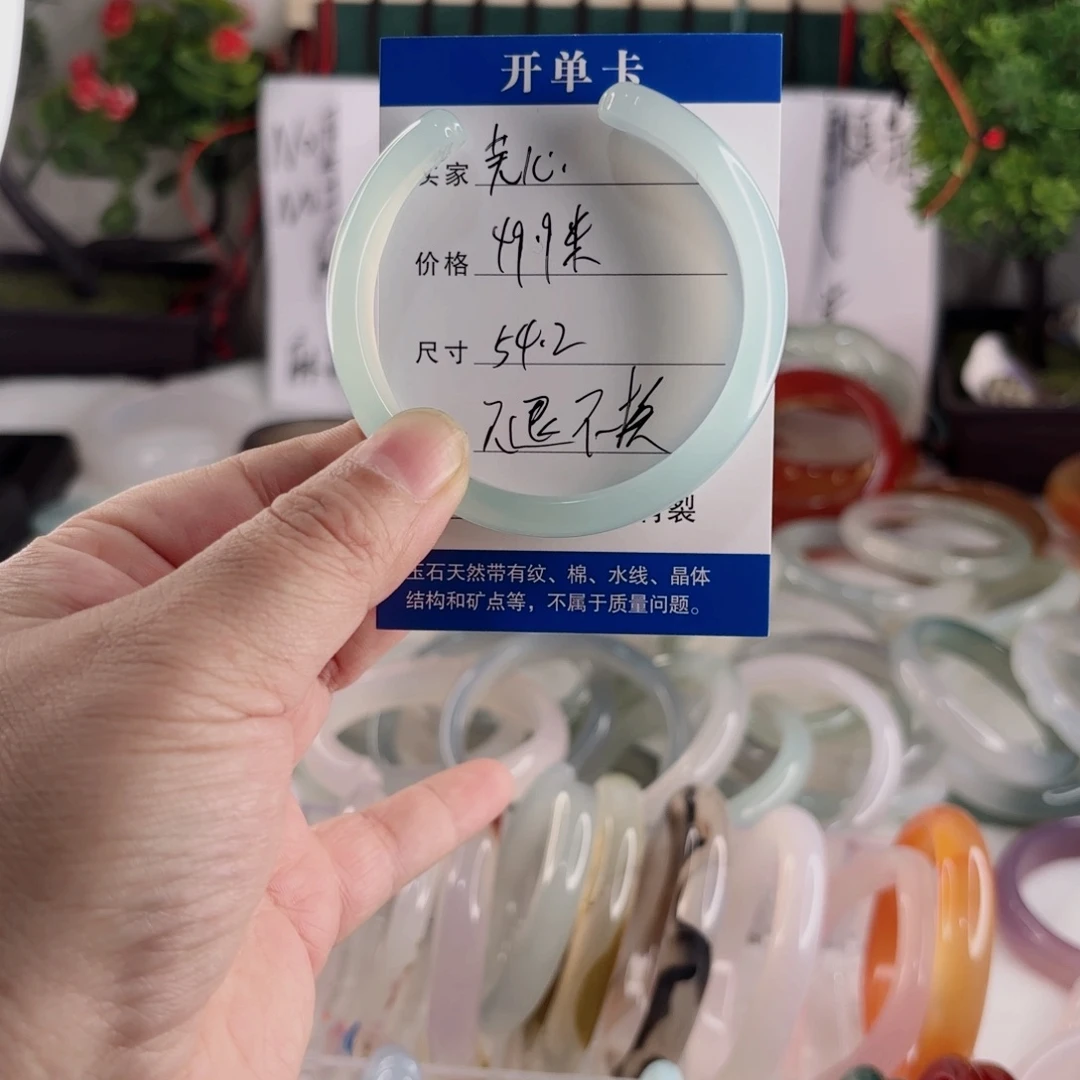 开单卡
买家 芫心.
价格 49.9米
尺寸 54.2
不退不换
裂
玉石天然带有纹、棉、水线、晶体
结构和矿点等，不属于质量问题。